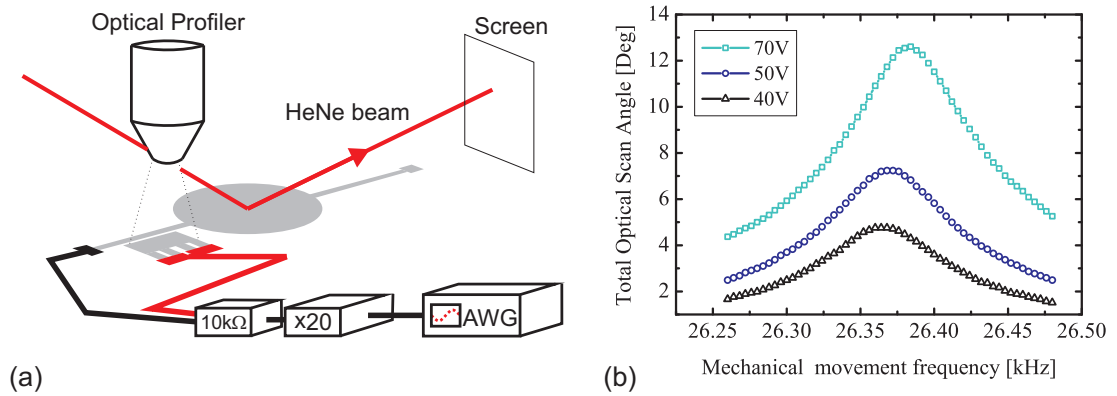 Optical Profiler
Screen
HeNe beam
10kΩ
x20
AWG
(a)
Total Optical Scan Angle [Deg]
14
12
10
8
6
4
2
70V
50V
40V
26.25
26.30
26.35
26.40
26.45
26.50
Mechanical movement frequency [kHz]
(b)